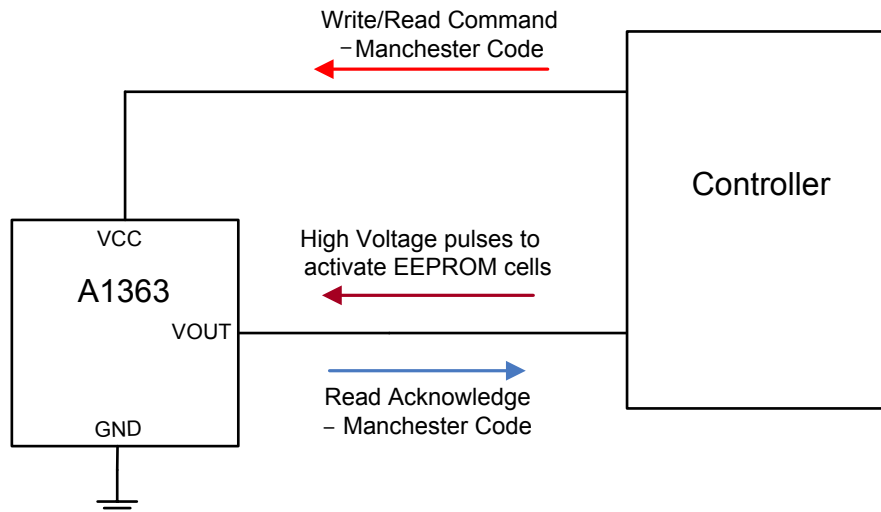 Write/Read Command
– Manchester Code
Controller
VCC
A1363
High Voltage pulses to
activate EEPROM cells
VOUT
Read Acknowledge
– Manchester Code
GND